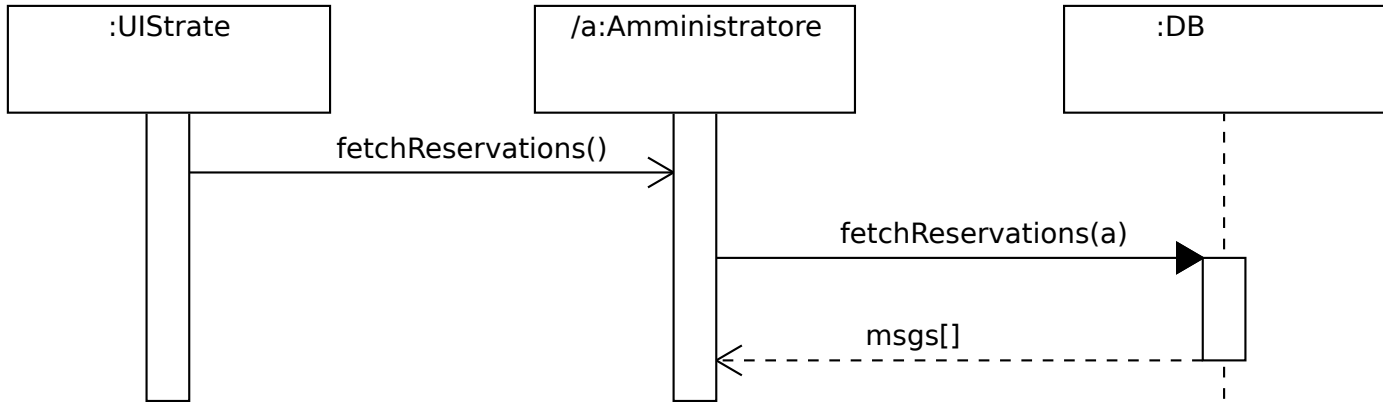 :UIStrate
/a:Amministratore
:DB
fetchReservations()
fetchReservations(a)
msgs[]